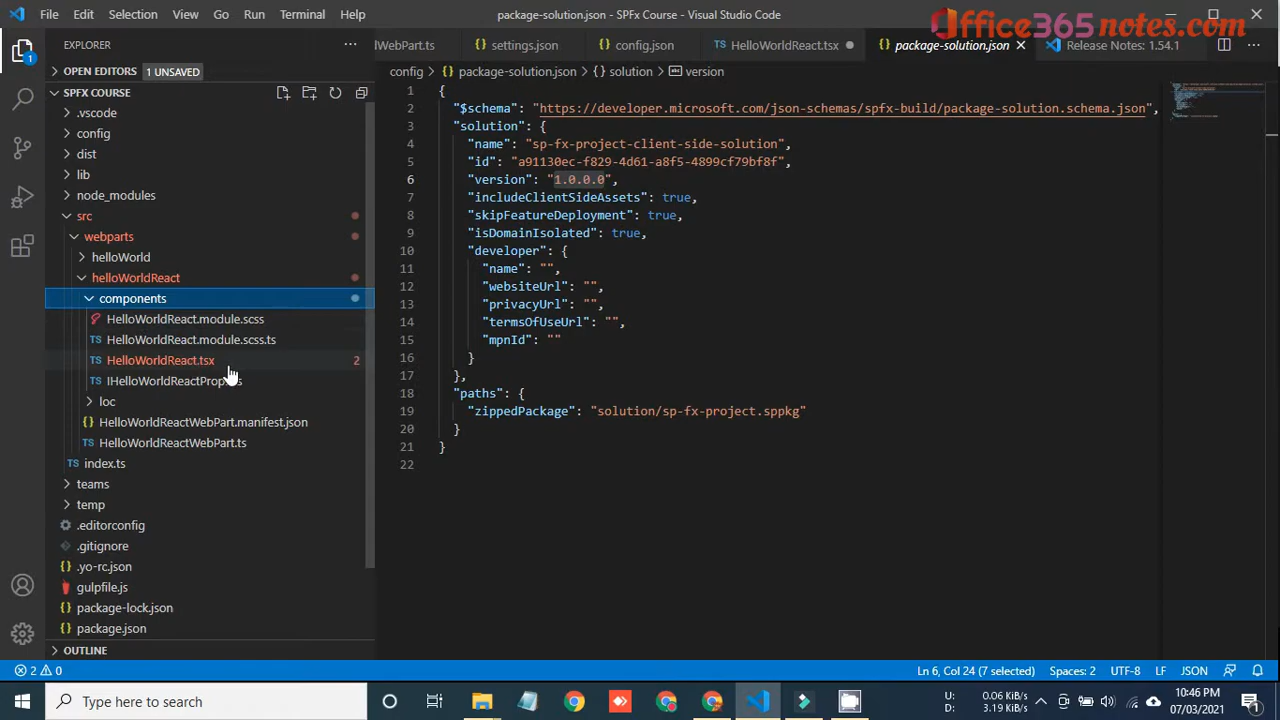 File Edit Selection View Go Run Terminal Help
package-solution.json - SPFx Course - Visual Studio Code
Office365notes.com
EXPLORER
lWebPart.ts settings.json config.json HelloWorldReact.tsx package-solution.json Release Notes: 1.54.1
OPEN EDITORS 1 UNSAVED
config > package-solution.json > {} solution > version
SPFX COURSE
.vscode
config
dist
lib
node_modules
src
webparts
helloWorld
helloWorldReact
components
HelloWorldReact.module.scss
HelloWorldReact.module.scss.ts
HelloWorldReact.tsx 2
IHelloWorldReactProp
loc
HelloWorldReactWebPart.manifest.json
HelloWorldReactWebPart.ts
index.ts
teams
temp
.editorconfig
.gitignore
.yo-rc.json
gulpfile.js
package-lock.json
package.json
OUTLINE
1 {
2 "$schema": "https://developer.microsoft.com/json-schemas/spfx-build/package-solution.schema.json",
3 "solution": {
4 "name": "sp-fx-project-client-side-solution",
5 "id": "a91130ec-f829-4d61-a8f5-4899cf79bf8f",
6 "version": "1.0.0.0",
7 "includeClientSideAssets": true,
8 "skipFeatureDeployment": true,
9 "isDomainIsolated": true,
10 "developer": {
11 "name": "",
12 "websiteUrl": "",
13 "privacyUrl": "",
14 "termsOfUseUrl": "",
15 "mpnId": ""
16 }
17 },
18 "paths": {
19 "zippedPackage": "solution/sp-fx-project.sppkg"
20 }
21 }
22
2 0
Ln 6, Col 24 (7 selected) Spaces: 2 UTF-8 LF JSON
Type here to search
U: 0.06 KiB/s
D: 3.19 KiB/s
10:46 PM
07/03/2021